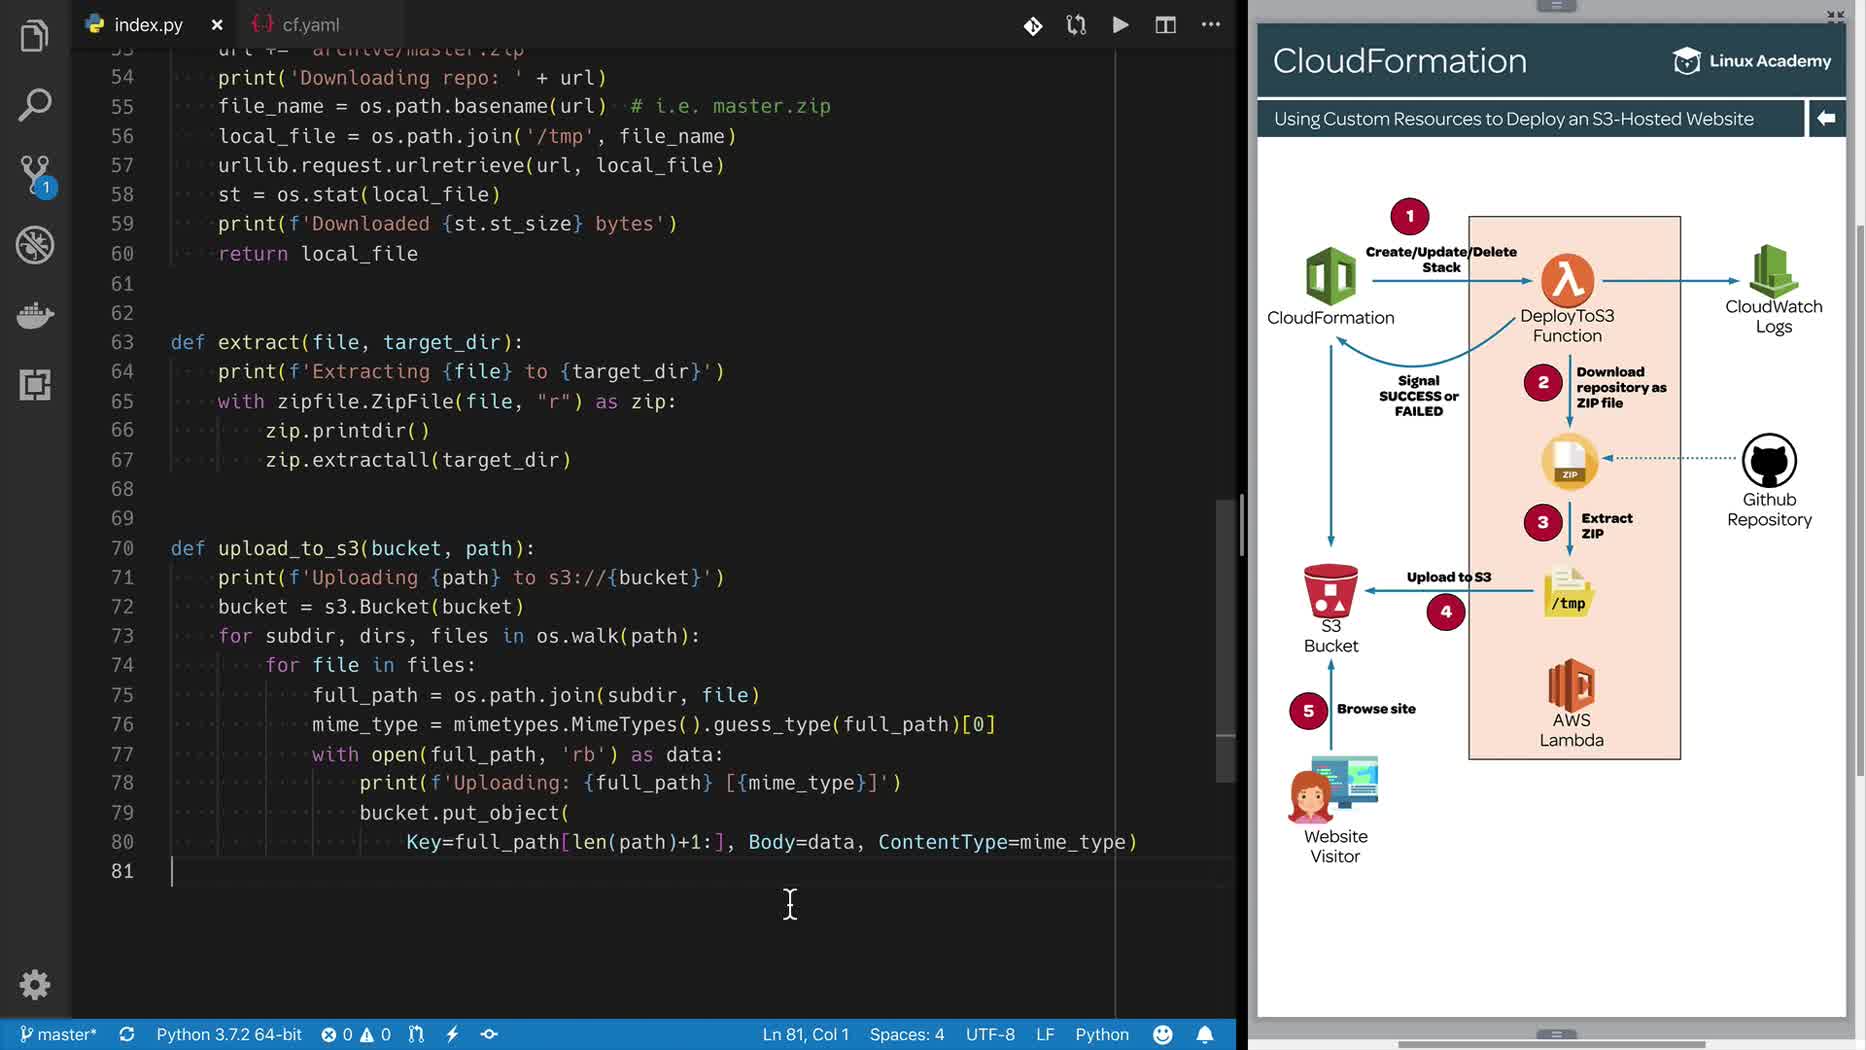 index.py
cf.yaml
53 url += 'archive/master.zip'
54 print('Downloading repo: ' + url)
55 file_name = os.path.basename(url)  # i.e. master.zip
56 local_file = os.path.join('/tmp', file_name)
57 urllib.request.urlretrieve(url, local_file)
58 st = os.stat(local_file)
59 print(f'Downloaded {st.st_size} bytes')
60 return local_file
61
62
63 def extract(file, target_dir):
64 print(f'Extracting {file} to {target_dir}')
65 with zipfile.ZipFile(file, "r") as zip:
66 zip.printdir()
67 zip.extractall(target_dir)
68
69
70 def upload_to_s3(bucket, path):
71 print(f'Uploading {path} to s3://{bucket}')
72 bucket = s3.Bucket(bucket)
73 for subdir, dirs, files in os.walk(path):
74 for file in files:
75 full_path = os.path.join(subdir, file)
76 mime_type = mimetypes.MimeTypes().guess_type(full_path)[0]
77 with open(full_path, 'rb') as data:
78 print(f'Uploading: {full_path} [{mime_type}]')
79 bucket.put_object(
80 Key=full_path[len(path)+1:], Body=data, ContentType=mime_type)
81
1
master*
Python 3.7.2 64-bit
0
0
Ln 81, Col 1
Spaces: 4
UTF-8
LF
Python
CloudFormation
Linux Academy
Using Custom Resources to Deploy an S3-Hosted Website
1
Create/Update/Delete
Stack
CloudFormation
DeployToS3
Function
CloudWatch
Logs
Signal
SUCCESS or
FAILED
2
Download
repository as
ZIP file
ZIP
Github
Repository
3
Extract
ZIP
Upload to S3
4
/tmp
S3
Bucket
AWS
Lambda
5
Browse site
Website
Visitor